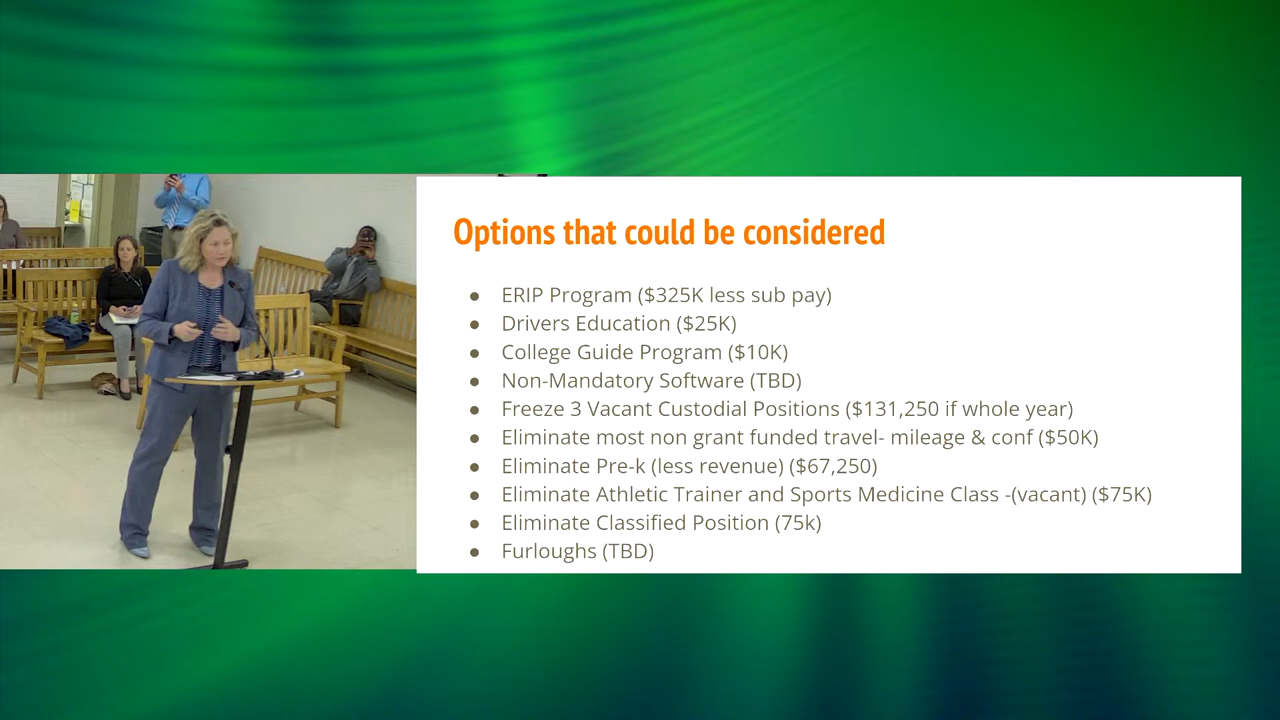 Options that could be considered
● ERIP Program ($325K less sub pay)
● Drivers Education ($25K)
● College Guide Program ($10K)
● Non-Mandatory Software (TBD)
● Freeze 3 Vacant Custodial Positions ($131,250 if whole year)
● Eliminate most non grant funded travel- mileage & conf ($50K)
● Eliminate Pre-k (less revenue) ($67,250)
● Eliminate Athletic Trainer and Sports Medicine Class -(vacant) ($75K)
● Eliminate Classified Position (75k)
● Furloughs (TBD)